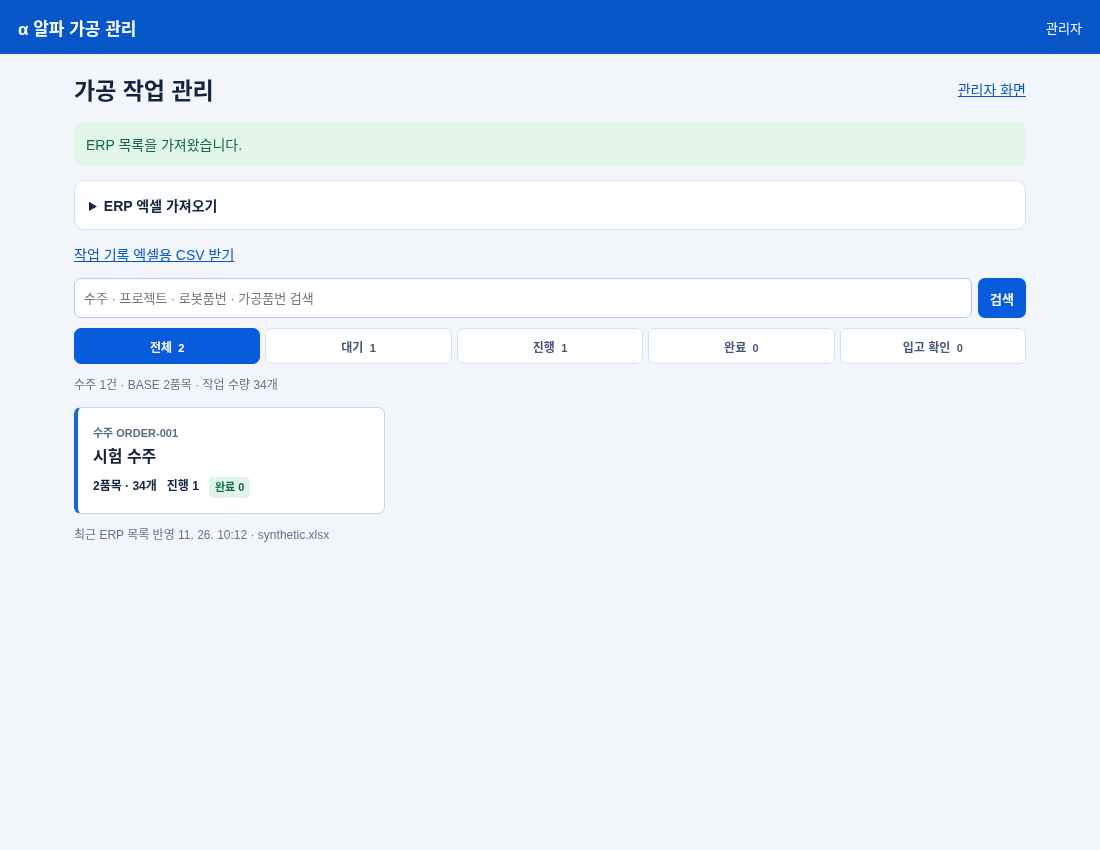 α 알파 가공 관리
관리자
가공 작업 관리
관리자 화면
ERP 목록을 가져왔습니다.
▶ ERP 엑셀 가져오기
작업 기록 엑셀용 CSV 받기
수주 · 프로젝트 · 로봇품번 · 가공품번 검색
검색
전체 2
대기 1
진행 1
완료 0
입고 확인 0
수주 1건 · BASE 2품목 · 작업 수량 34개
수주 ORDER-001
시험 수주
2품목 · 34개 진행 1 완료 0
최근 ERP 목록 반영 11. 26. 10:12 · synthetic.xlsx